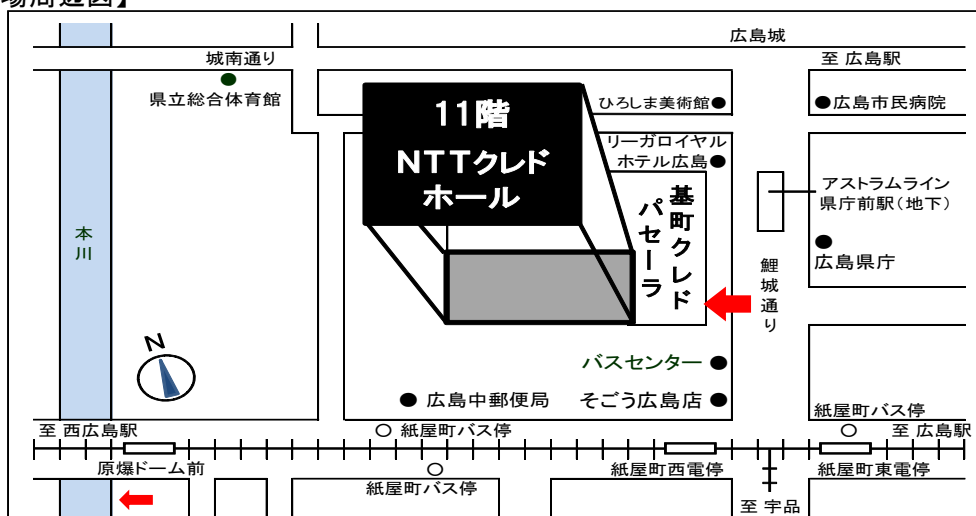 場周辺図】
広島城
城南通り
至 広島駅
県立総合体育館
ひろしま美術館
広島市民病院
11階
NTTクレド
ホール
リーガロイヤル
ホテル広島
基町クレド
パセーラ
アストラムライン
県庁前駅(地下)
広島県庁
本川
鯉城通り
N
バスセンター
広島中郵便局
そごう広島店
紙屋町バス停
至 西広島駅
紙屋町バス停
至 広島駅
原爆ドーム前
紙屋町西電停
紙屋町東電停
紙屋町バス停
至 宇品